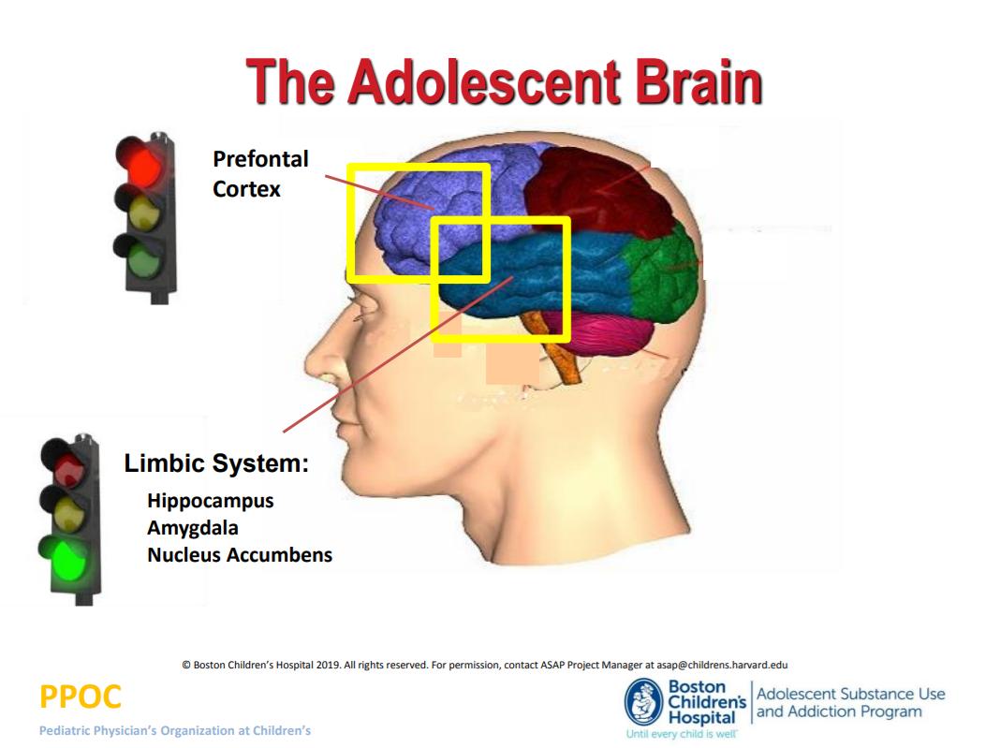 The Adolescent Brain
Prefontal
Cortex
Limbic System:
Hippocampus
Amygdala
Nucleus Accumbens
© Boston Children's Hospital 2019. All rights reserved. For permission, contact ASAP Project Manager at asap@childrens.harvard.edu
PPOC
Pediatric Physician's Organization at Children's
Boston
Children's
Hospital
Until every child is well™
Adolescent Substance Use
and Addiction Program